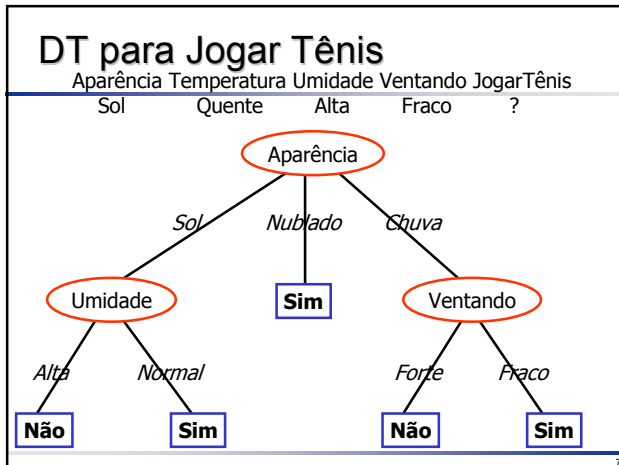 DT para Jogar Tênis
Aparência Temperatura Umidade Ventando JogarTênis
Sol Quente Alta Fraco ?
Aparência
Sol Nublado Chuva
Umidade Sim Ventando
Alta Normal Forte Fraco
Não Sim Não Sim
7